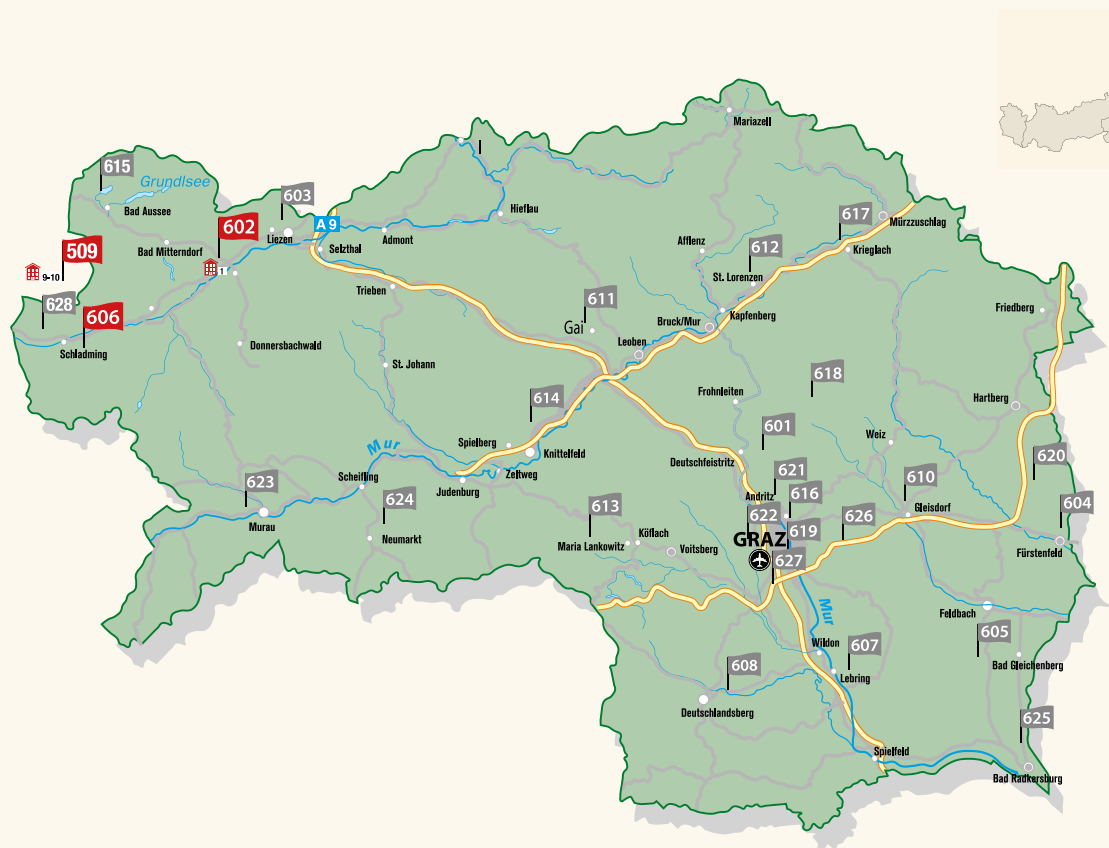 Mariazell
615
Grundlsee
603
Bad Aussee
Hieflau
617
602
A 9
Mürzzuschlag
Liezen
Admont
509
Bad Mitterndorf
Selzthal
Afflenz
612
Krieglach
9-10
1
St. Lorenzen
628
Trieben
611
606
Friedberg
Gai
Bruck/Mur
Kapfenberg
Schladming
Donnersbachwald
Leoben
St. Johann
618
Frohnleiten
614
Hartberg
601
Mur
Spielberg
Weiz
Knittelfeld
Deutschfeistritz
620
Zeltweg
621
Scheifling
623
Judenburg
Andritz
616
610
624
613
622
Gleisdorf
604
Murau
626
Köflach
619
Neumarkt
Maria Lankowitz
GRAZ
Voitsberg
Fürstenfeld
627
Mur
Feldbach
605
Wildon
607
608
Bad Gleichenberg
Lebring
Deutschlandsberg
625
Spielfeld
Bad Radkersburg